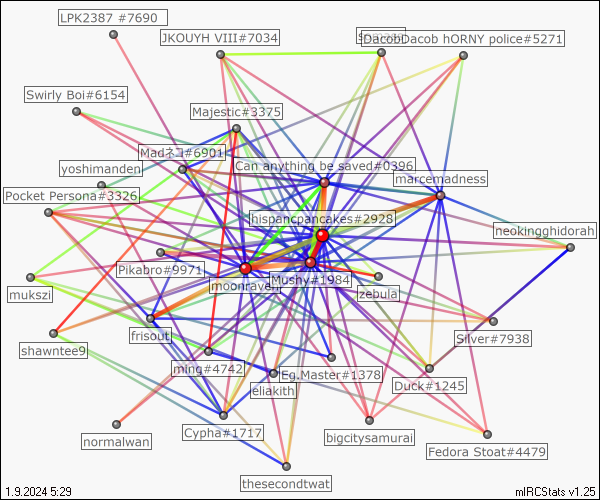 LPK2387 #7690
JKOUYH VIII#7034
DacobDacob hORNY police#5271
Swirly Boi#6154
Majestic#3375
Madネコ#6901
Can anything be saved#0396
yoshimanden
marcemadness
Pocket Persona#3326
hispancpancakes#2928
neokingghidorah
Pikabro#9971
moonraven
Mushy#1984
mukszi
zebula
frisout
Silver#7938
shawntee9
ming#4742
Eg.Master#1378
Duck#1245
eliakith
normalwan
Cypha#1717
bigcitysamurai
Fedora Stoat#4479
thesecondtwat
1.9.2024 5:29
mIRCStats v1.25